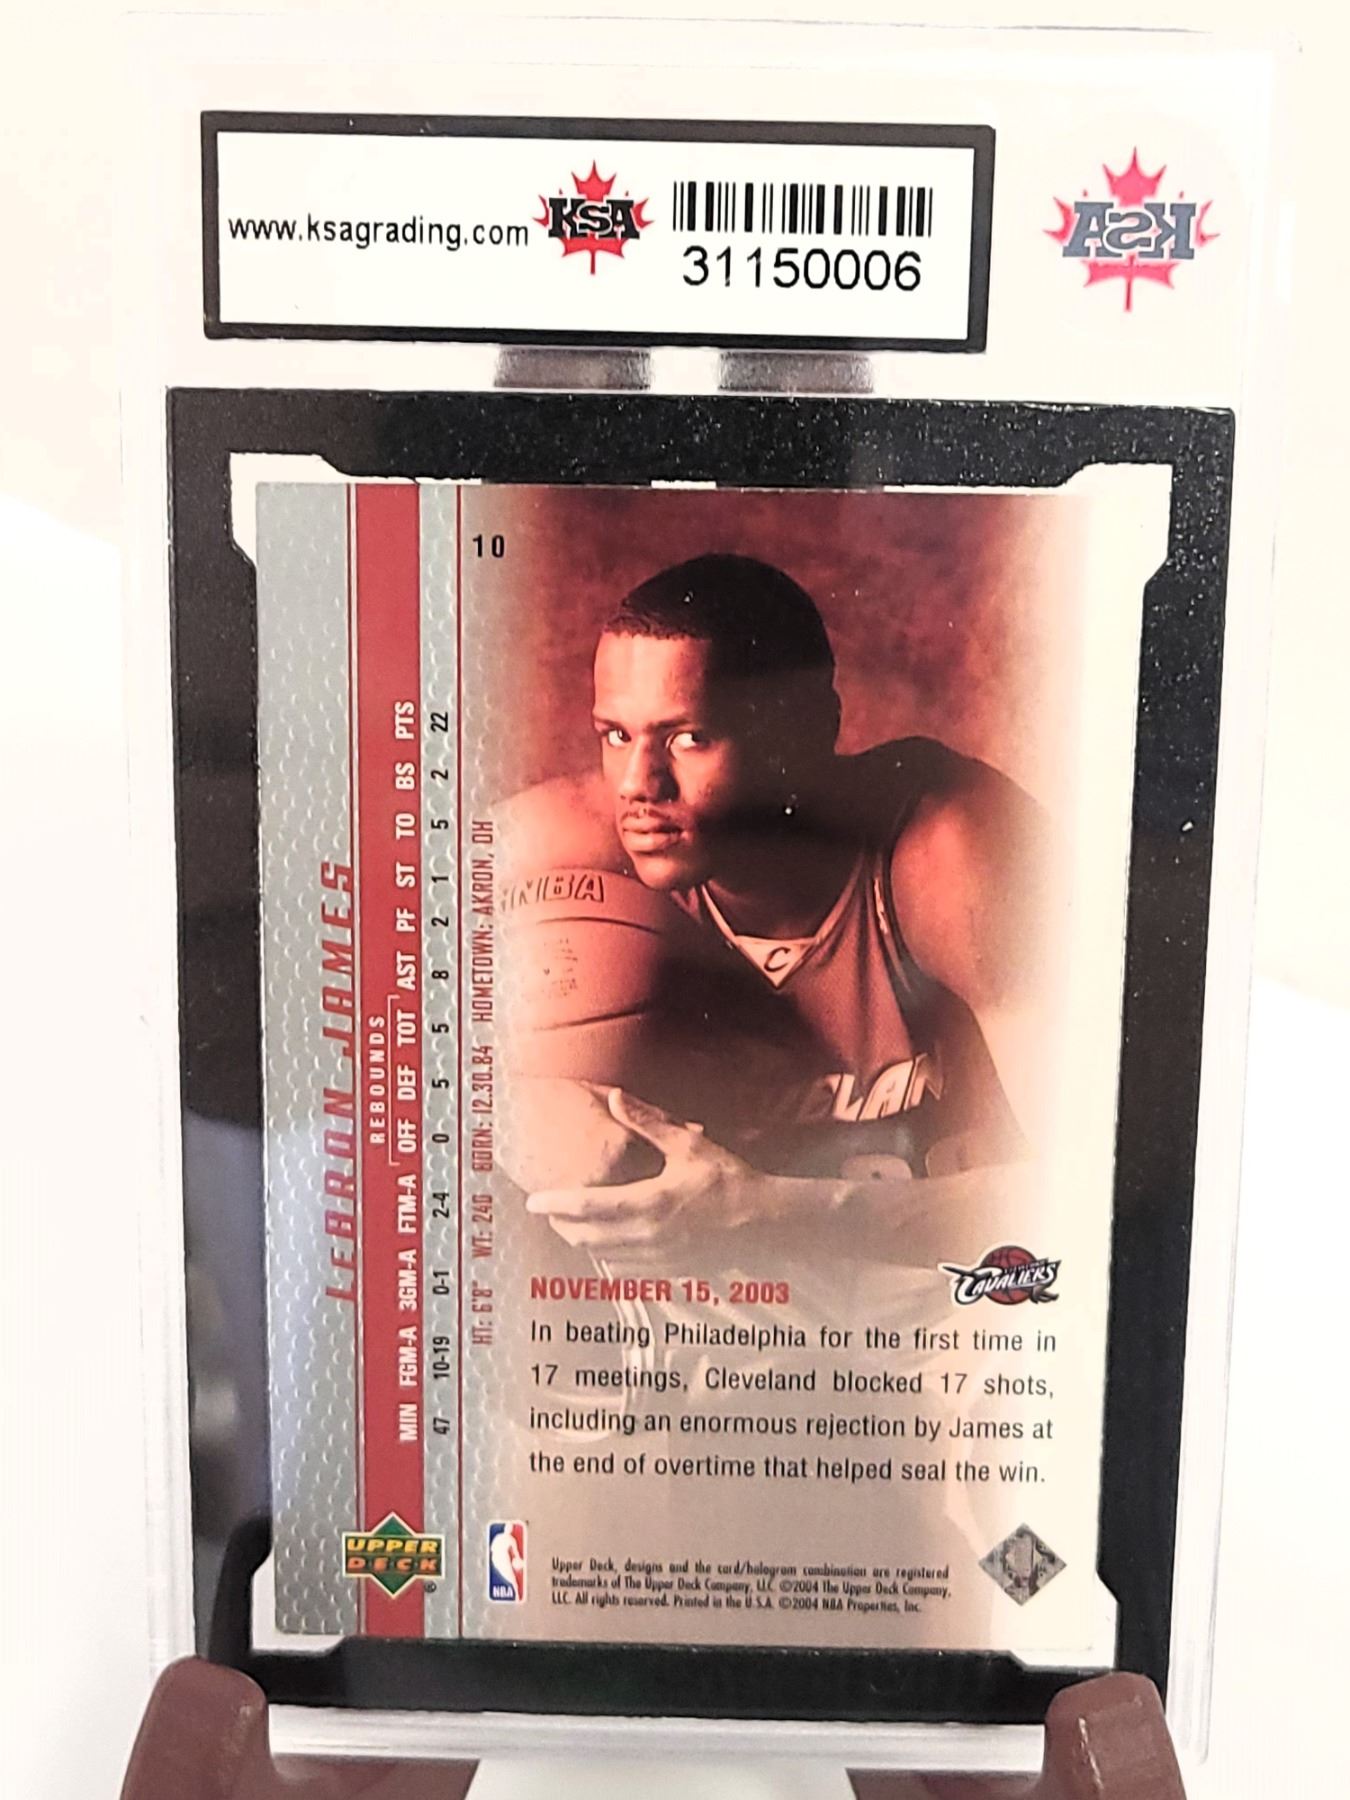 www.ksagrading.com
KSA
31150006
KSA
10
LEBRON JAMES
REBOUNDS
MIN FGM-A 3GM-A FTM-A OFF DEF TOT AST PF ST TO BS PTS
47 10-19 0-1 2-4 0 5 5 8 2 1 5 2 22
HT: 6'8" WT: 240 BORN: 12.30.84 HOMETOWN: AKRON, OH
NBA
C
CAVALIERS
NOVEMBER 15, 2003
In beating Philadelphia for the first time in
17 meetings, Cleveland blocked 17 shots,
including an enormous rejection by James at
the end of overtime that helped seal the win.
UPPER
DECK
®
NBA
Upper Deck, designs and the card/hologram combination are registered
trademarks of The Upper Deck Company, LLC. ©2004 The Upper Deck Company,
LLC. All rights reserved. Printed in the U.S.A. ©2004 NBA Properties, Inc.